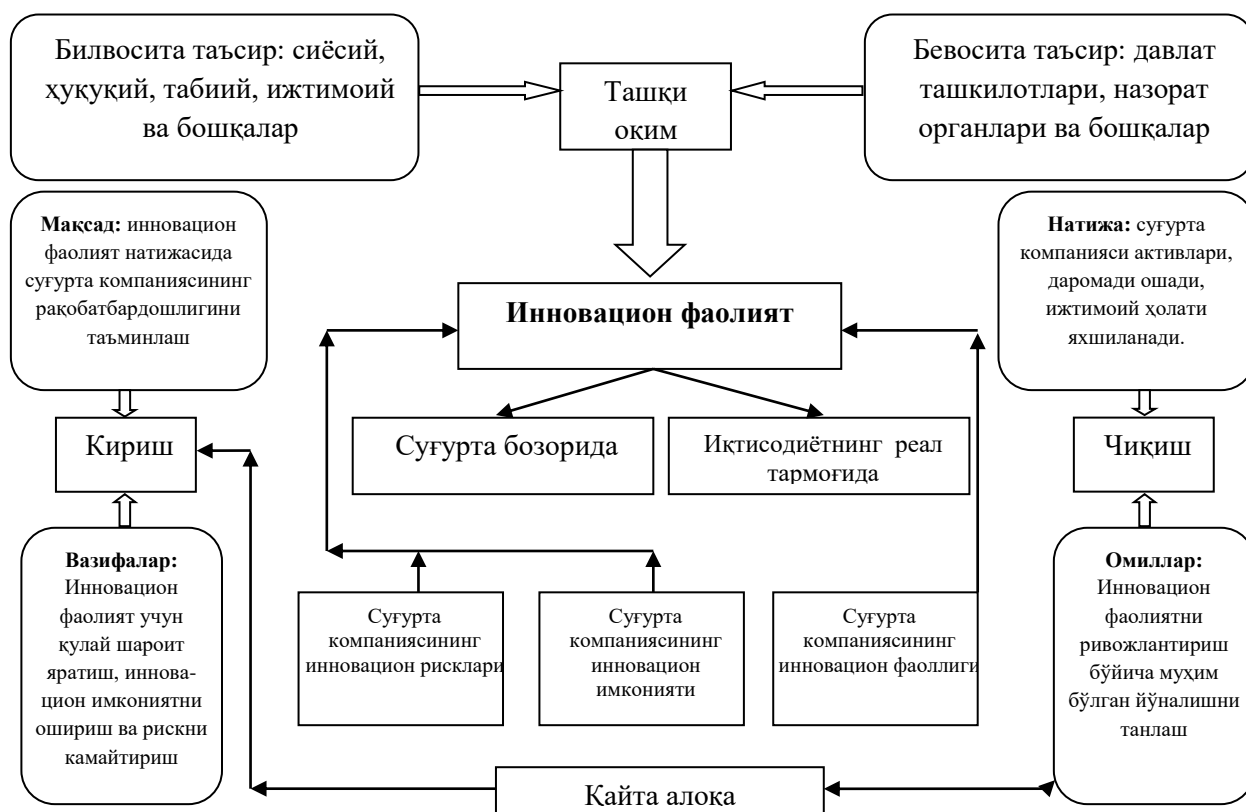 Билвосита таъсир: сиёсий,
ҳуқуқий, табиий, ижтимоий
ва бошқалар
Ташқи
оқим
Бевосита таъсир: давлат
ташкилотлари, назорат
органлари ва бошқалар
Мақсад: инновацион
фаолият натижасида
суғурта компаниясининг
рақобатбардошлигини
таъминлаш
Натижа: суғурта
компанияси активлари,
даромади ошади,
ижтимоий ҳолати
яхшиланади.
Инновацион фаолият
Кириш
Суғурта бозорида
Иқтисодиётнинг реал
тармоғида
Чиқиш
Вазифалар:
Инновацион
фаолият учун
қулай шароит
яратиш, иннова-
цион имкониятни
ошириш ва рискни
камайтириш
Суғурта
компаниясининг
инновацион рисклари
Суғурта
компаниясининг
инновацион
имконияти
Суғурта
компаниясининг
инновацион фаоллиги
Омиллар:
Инновацион
фаолиятни
ривожлантириш
бўйича муҳим
бўлган йўналишни
танлаш
Қайта алоқа